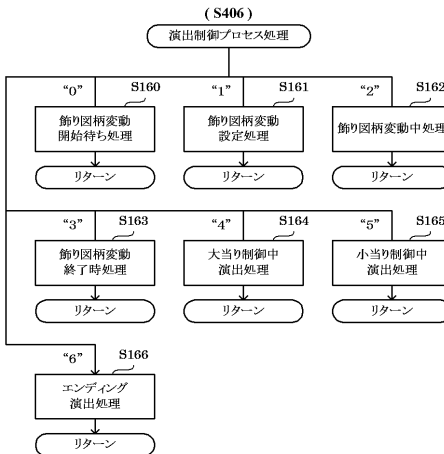 (S406)
演出制御プロセス処理
“0” S160 “1” S161 “2” S162
飾り図柄変動
開始待ち処理
飾り図柄変動
設定処理
飾り図柄変動中処理
リターン リターン リターン
“3” S163 “4” S164 “5” S165
飾り図柄変動
終了時処理
大当り制御中
演出処理
小当り制御中
演出処理
リターン リターン リターン
“6” S166
エンディング
演出処理
リターン